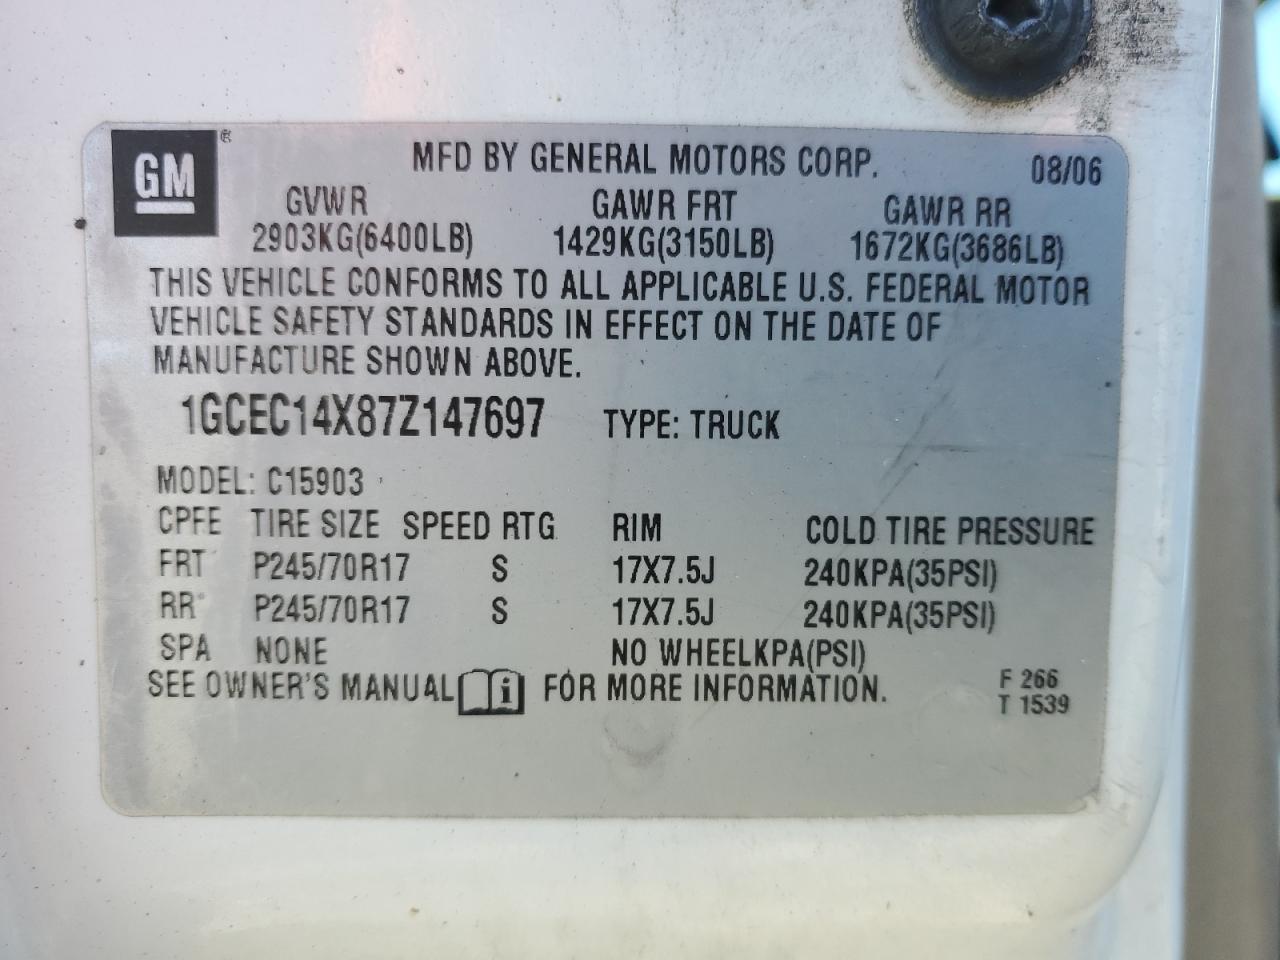 GM ®
MFD BY GENERAL MOTORS CORP. 08/06
GVWR GAWR FRT GAWR RR
2903KG(6400LB) 1429KG(3150LB) 1672KG(3686LB)
THIS VEHICLE CONFORMS TO ALL APPLICABLE U.S. FEDERAL MOTOR
VEHICLE SAFETY STANDARDS IN EFFECT ON THE DATE OF
MANUFACTURE SHOWN ABOVE.
1GCEC14X87Z147697 TYPE: TRUCK
MODEL: C15903
CPFE TIRE SIZE SPEED RTG RIM COLD TIRE PRESSURE
FRT P245/70R17 S 17X7.5J 240KPA(35PSI)
RR P245/70R17 S 17X7.5J 240KPA(35PSI)
SPA NONE NO WHEELKPA(PSI)
SEE OWNER'S MANUAL i FOR MORE INFORMATION. F 266
T 1539